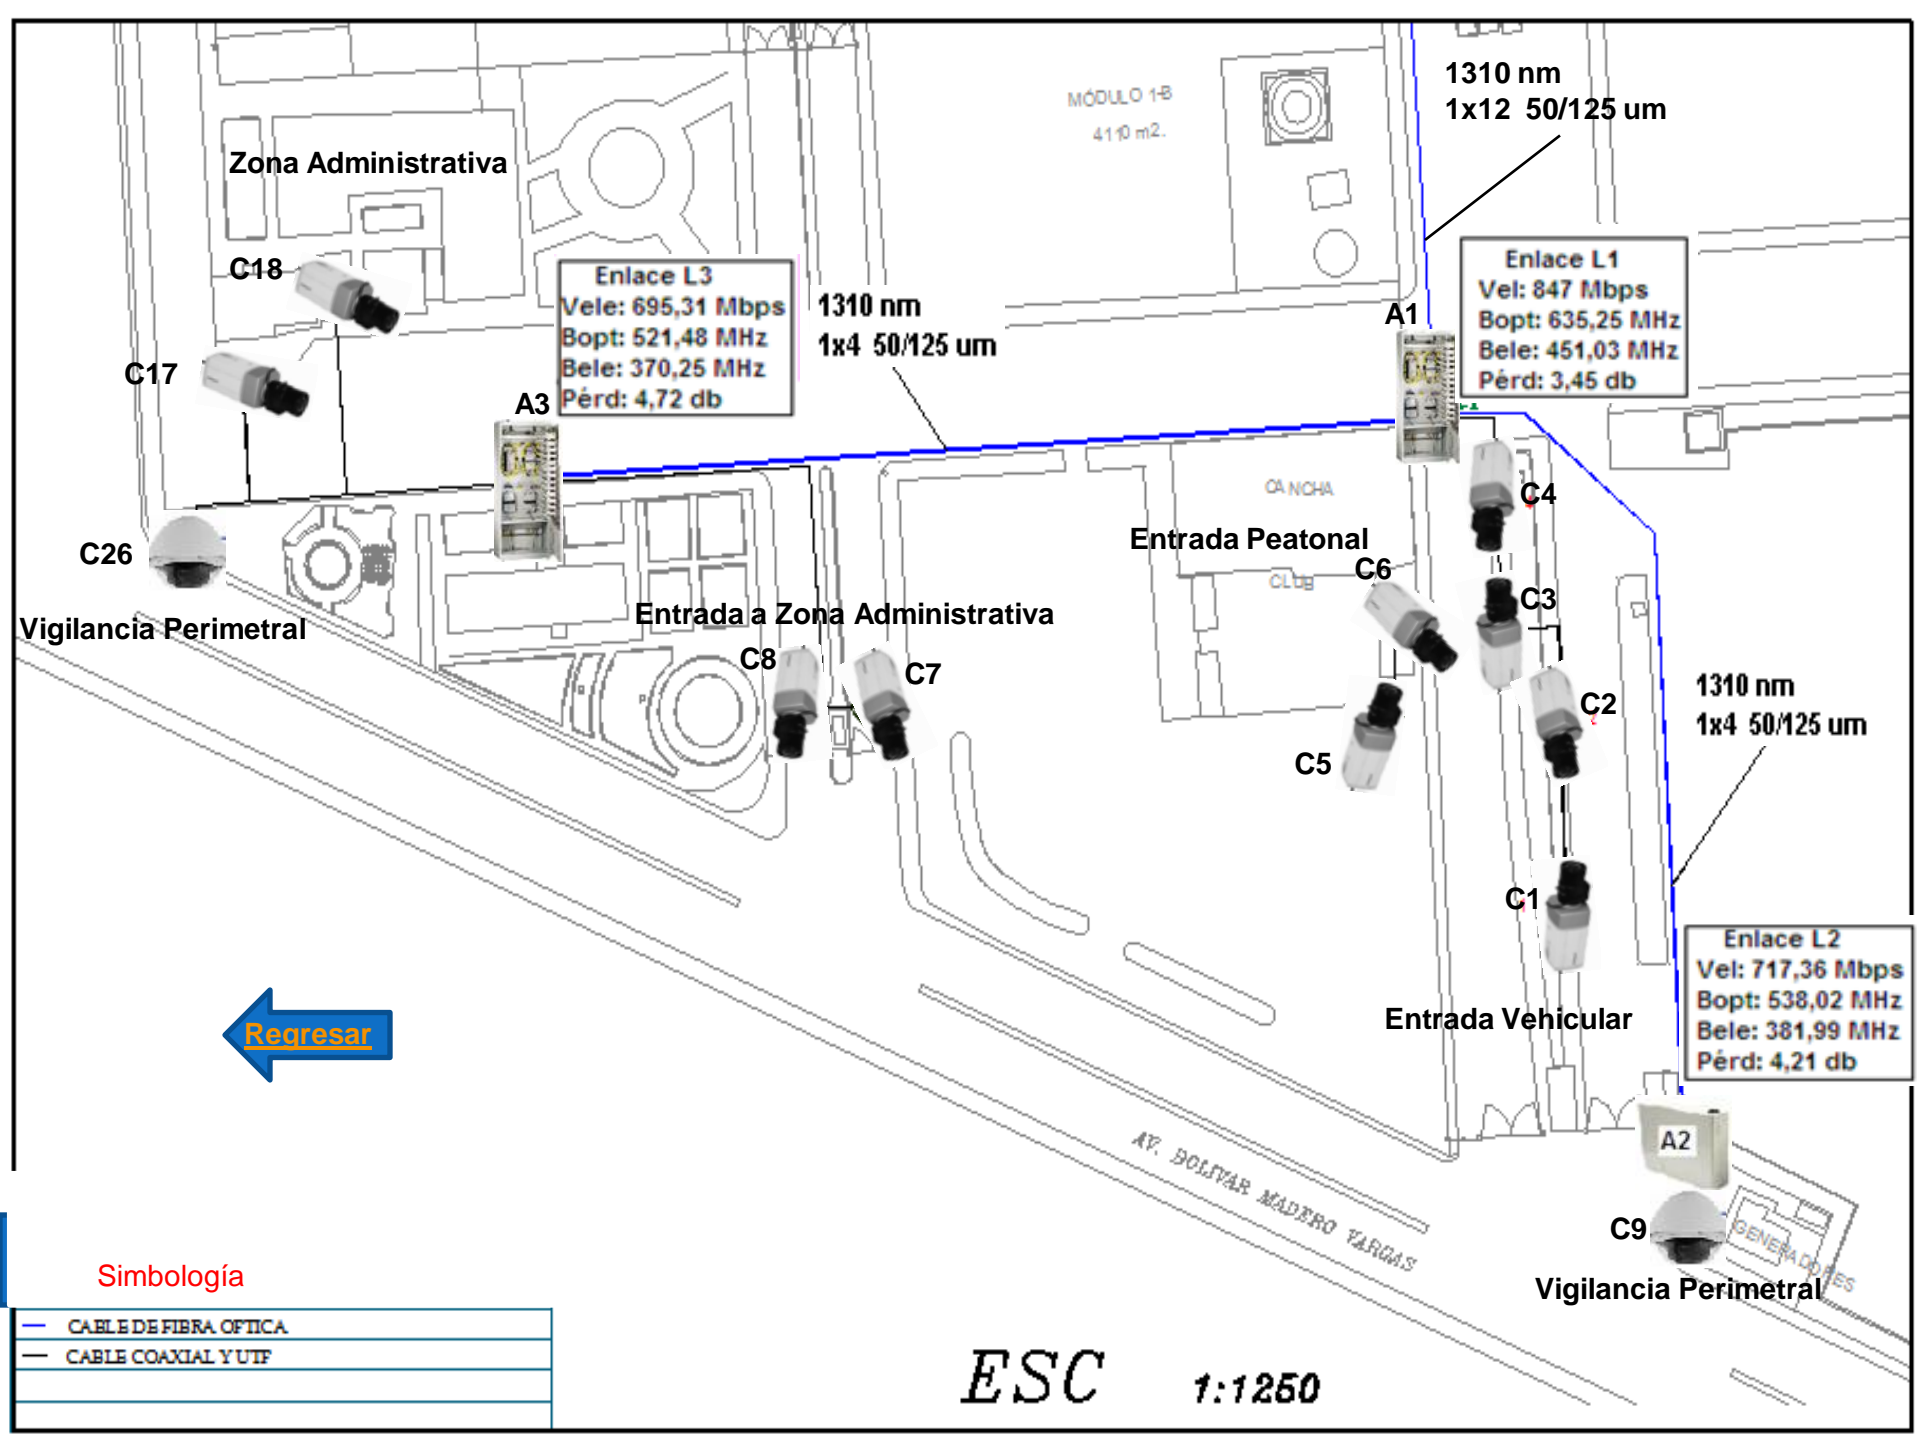 1310 nm
1x12  50/125 um
MÓDULO 1-B
4110 m2.
Zona Administrativa
C18
Enlace L3
Vele: 695,31 Mbps
Bopt: 521,48 MHz
Bele: 370,25 MHz
Pérd: 4,72 db
1310 nm
1x4  50/125 um
A1
Enlace L1
Vel: 847 Mbps
Bopt: 635,25 MHz
Bele: 451,03 MHz
Pérd: 3,45 db
C17
A3
CANCHA
C4
Entrada Peatonal
C26
C6
CLUB
C3
Vigilancia Perimetral
Entrada a Zona Administrativa
C8
C7
C2
1310 nm
1x4  50/125 um
C5
C1
Enlace L2
Vel: 717,36 Mbps
Bopt: 538,02 MHz
Bele: 381,99 MHz
Pérd: 4,21 db
Regresar
Entrada Vehicular
A2
AV. BOLIVAR MADERO VARGAS
C9
GENERADORES
Vigilancia Perimetral
Simbología
CABLE DE FIBRA OPTICA
CABLE COAXIAL Y UTP
ESC 1:1250